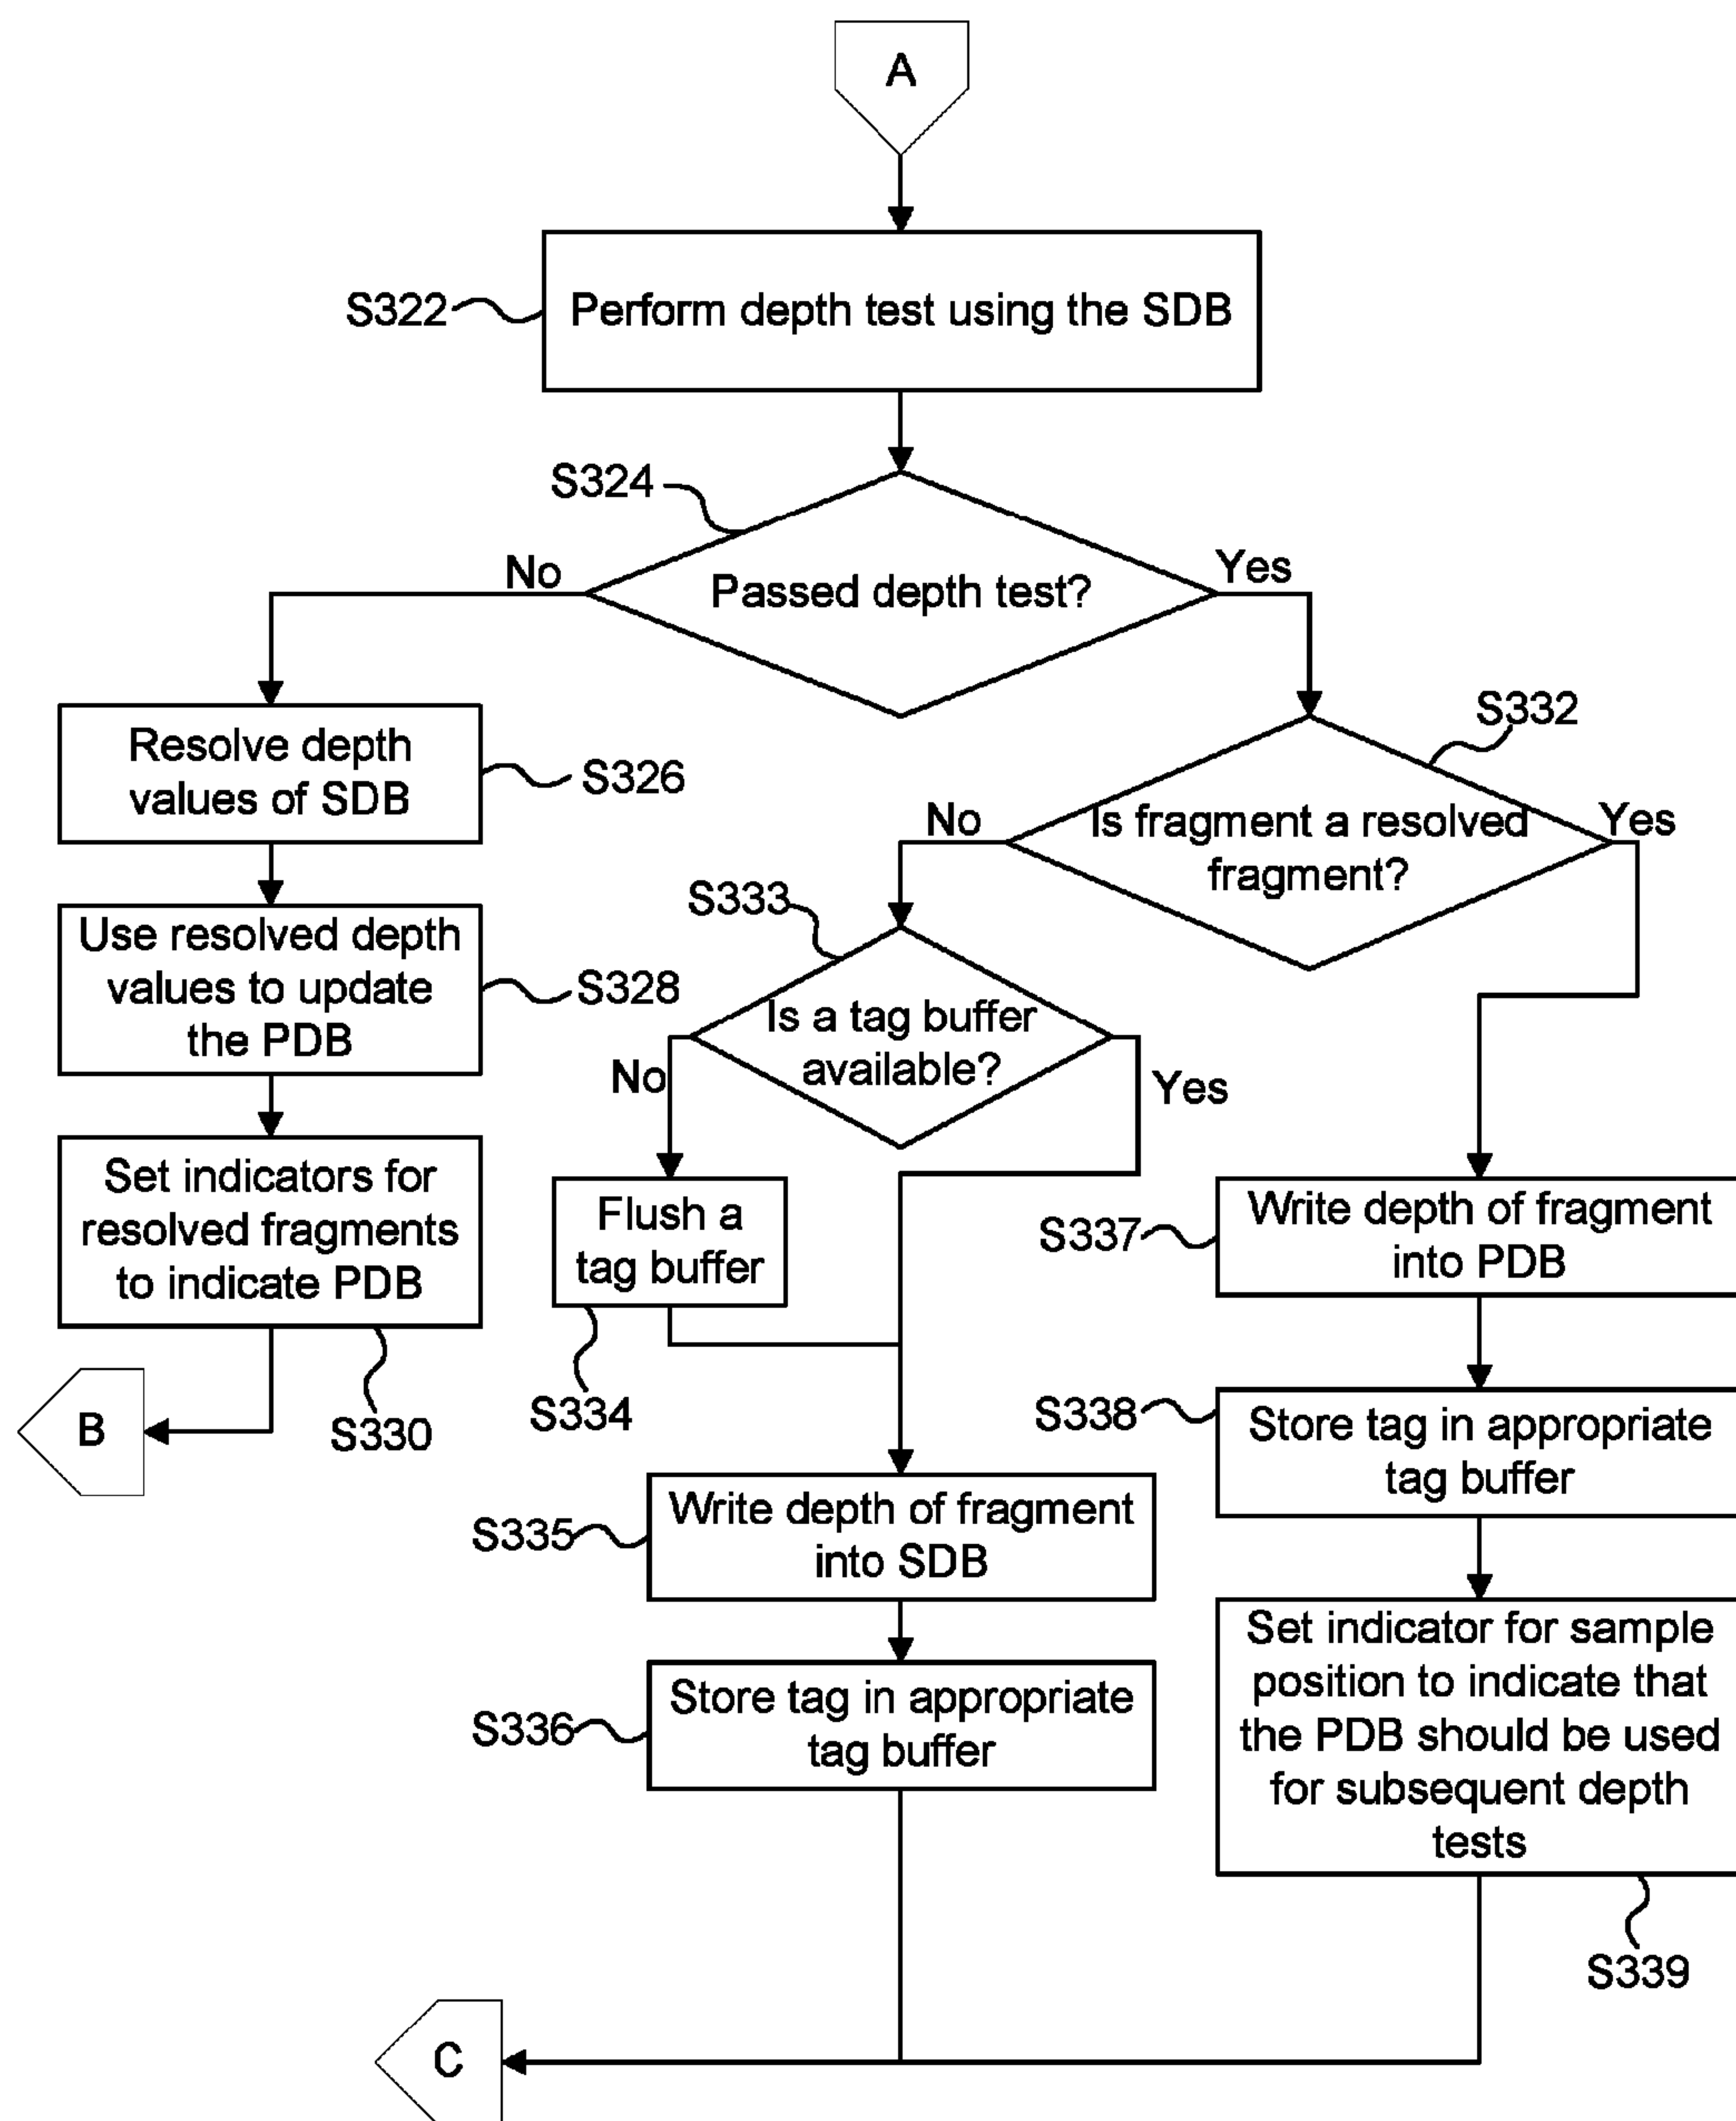 A
S322
Perform depth test using the SDB
S324
Passed depth test?
No
Yes
Resolve depth
values of SDB
S326
Use resolved depth
values to update
the PDB
S328
Set indicators for
resolved fragments
to indicate PDB
S330
B
S332
Is fragment a resolved
fragment?
No
Yes
S333
Is a tag buffer
available?
No
Yes
Flush a
tag buffer
S334
S335
Write depth of fragment
into SDB
S336
Store tag in appropriate
tag buffer
S337
Write depth of fragment
into PDB
S338
Store tag in appropriate
tag buffer
Set indicator for sample
position to indicate that
the PDB should be used
for subsequent depth
tests
S339
C